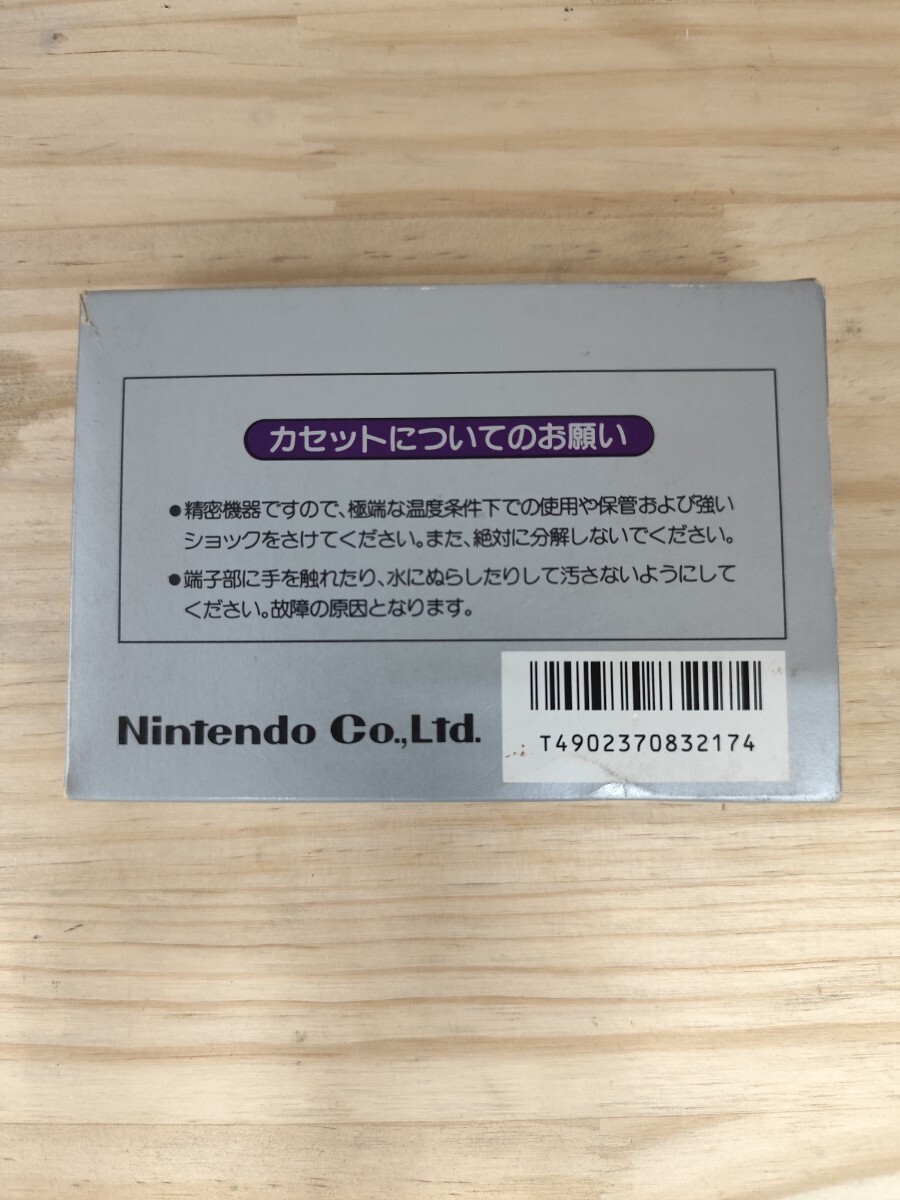 カセットについてのお願い
●精密機器ですので、極端な温度条件下での使用や保管および強い
ショックをさけてください。また、絶対に分解しないでください。
●端子部に手を触れたり、水にぬらしたりして汚さないようにして
ください。故障の原因となります。
Nintendo Co.,Ltd.
T4902370832174